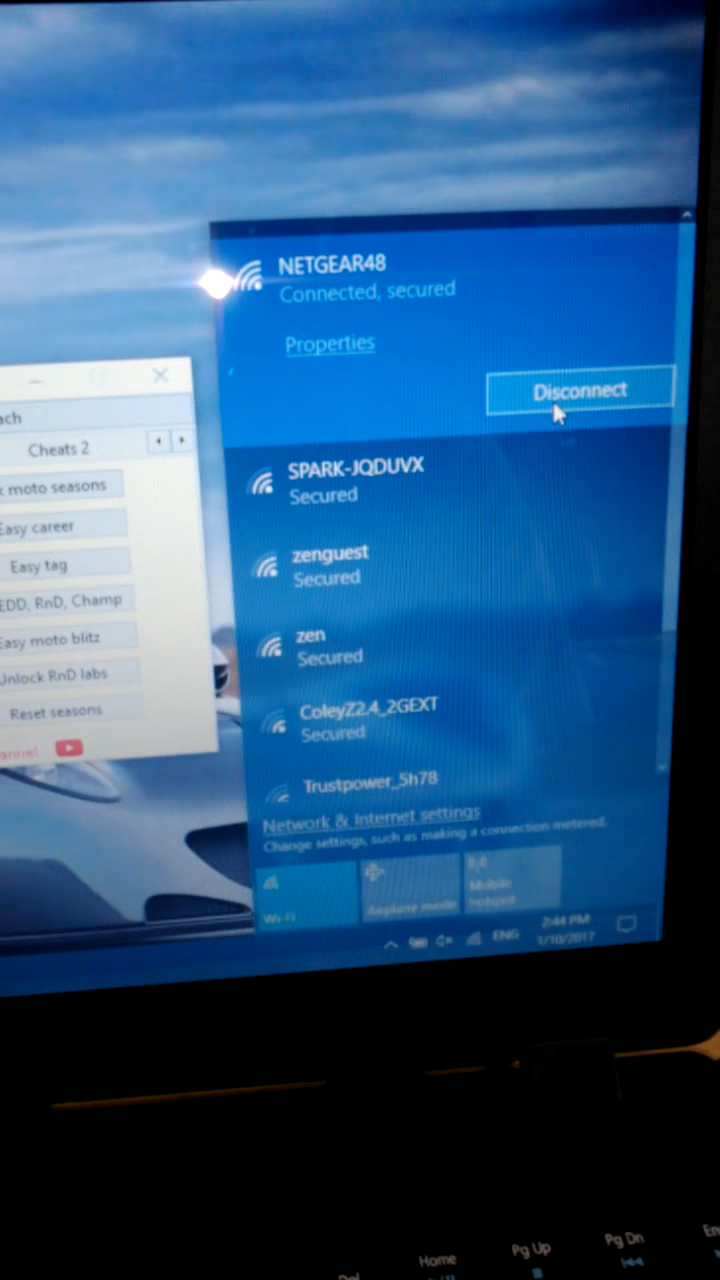 NETGEAR48
Connected, secured
Properties
Disconnect
SPARK-JQDUVX
Secured
zenguest
Secured
zen
Secured
ColeyZ2.4_2GEXT
Secured
Trustpower_5h78
Network & Internet settings
Change settings, such as making a connection metered.
Wi-Fi
Airplane mode
Mobile
hotspot
ENG
2:44 PM
1/10/2017
ach
Cheats 2
k moto seasons
Easy career
Easy tag
EDD, RnD, Champ
Easy moto blitz
Unlock RnD labs
Reset seasons
annel
Home
Pg Up
Pg Dn